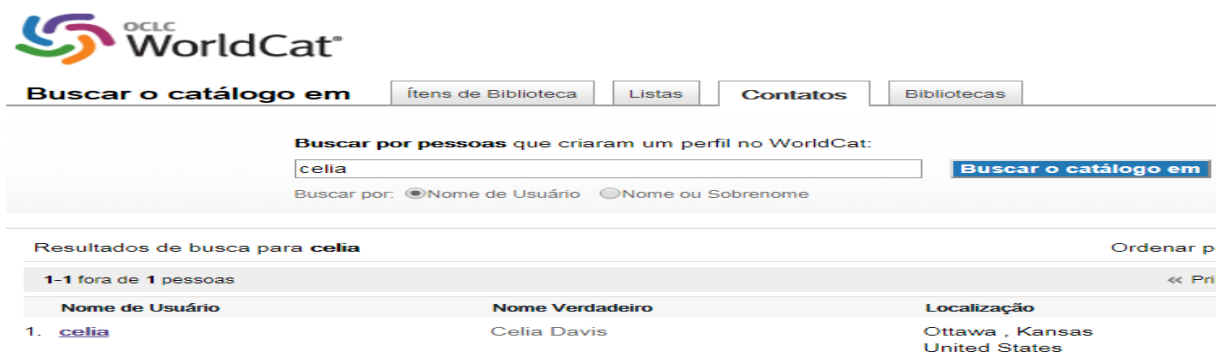 OCLC
WorldCat®
Buscar o catálogo em Ítens de Biblioteca Listas Contatos Bibliotecas
Buscar por pessoas que criaram um perfil no WorldCat:
celia Buscar o catálogo em
Buscar por: Nome de Usuário Nome ou Sobrenome
Resultados de busca para celia Ordenar p
1-1 fora de 1 pessoas « Pri
Nome de Usuário Nome Verdadeiro Localização
1. celia Celia Davis Ottawa , Kansas
United States